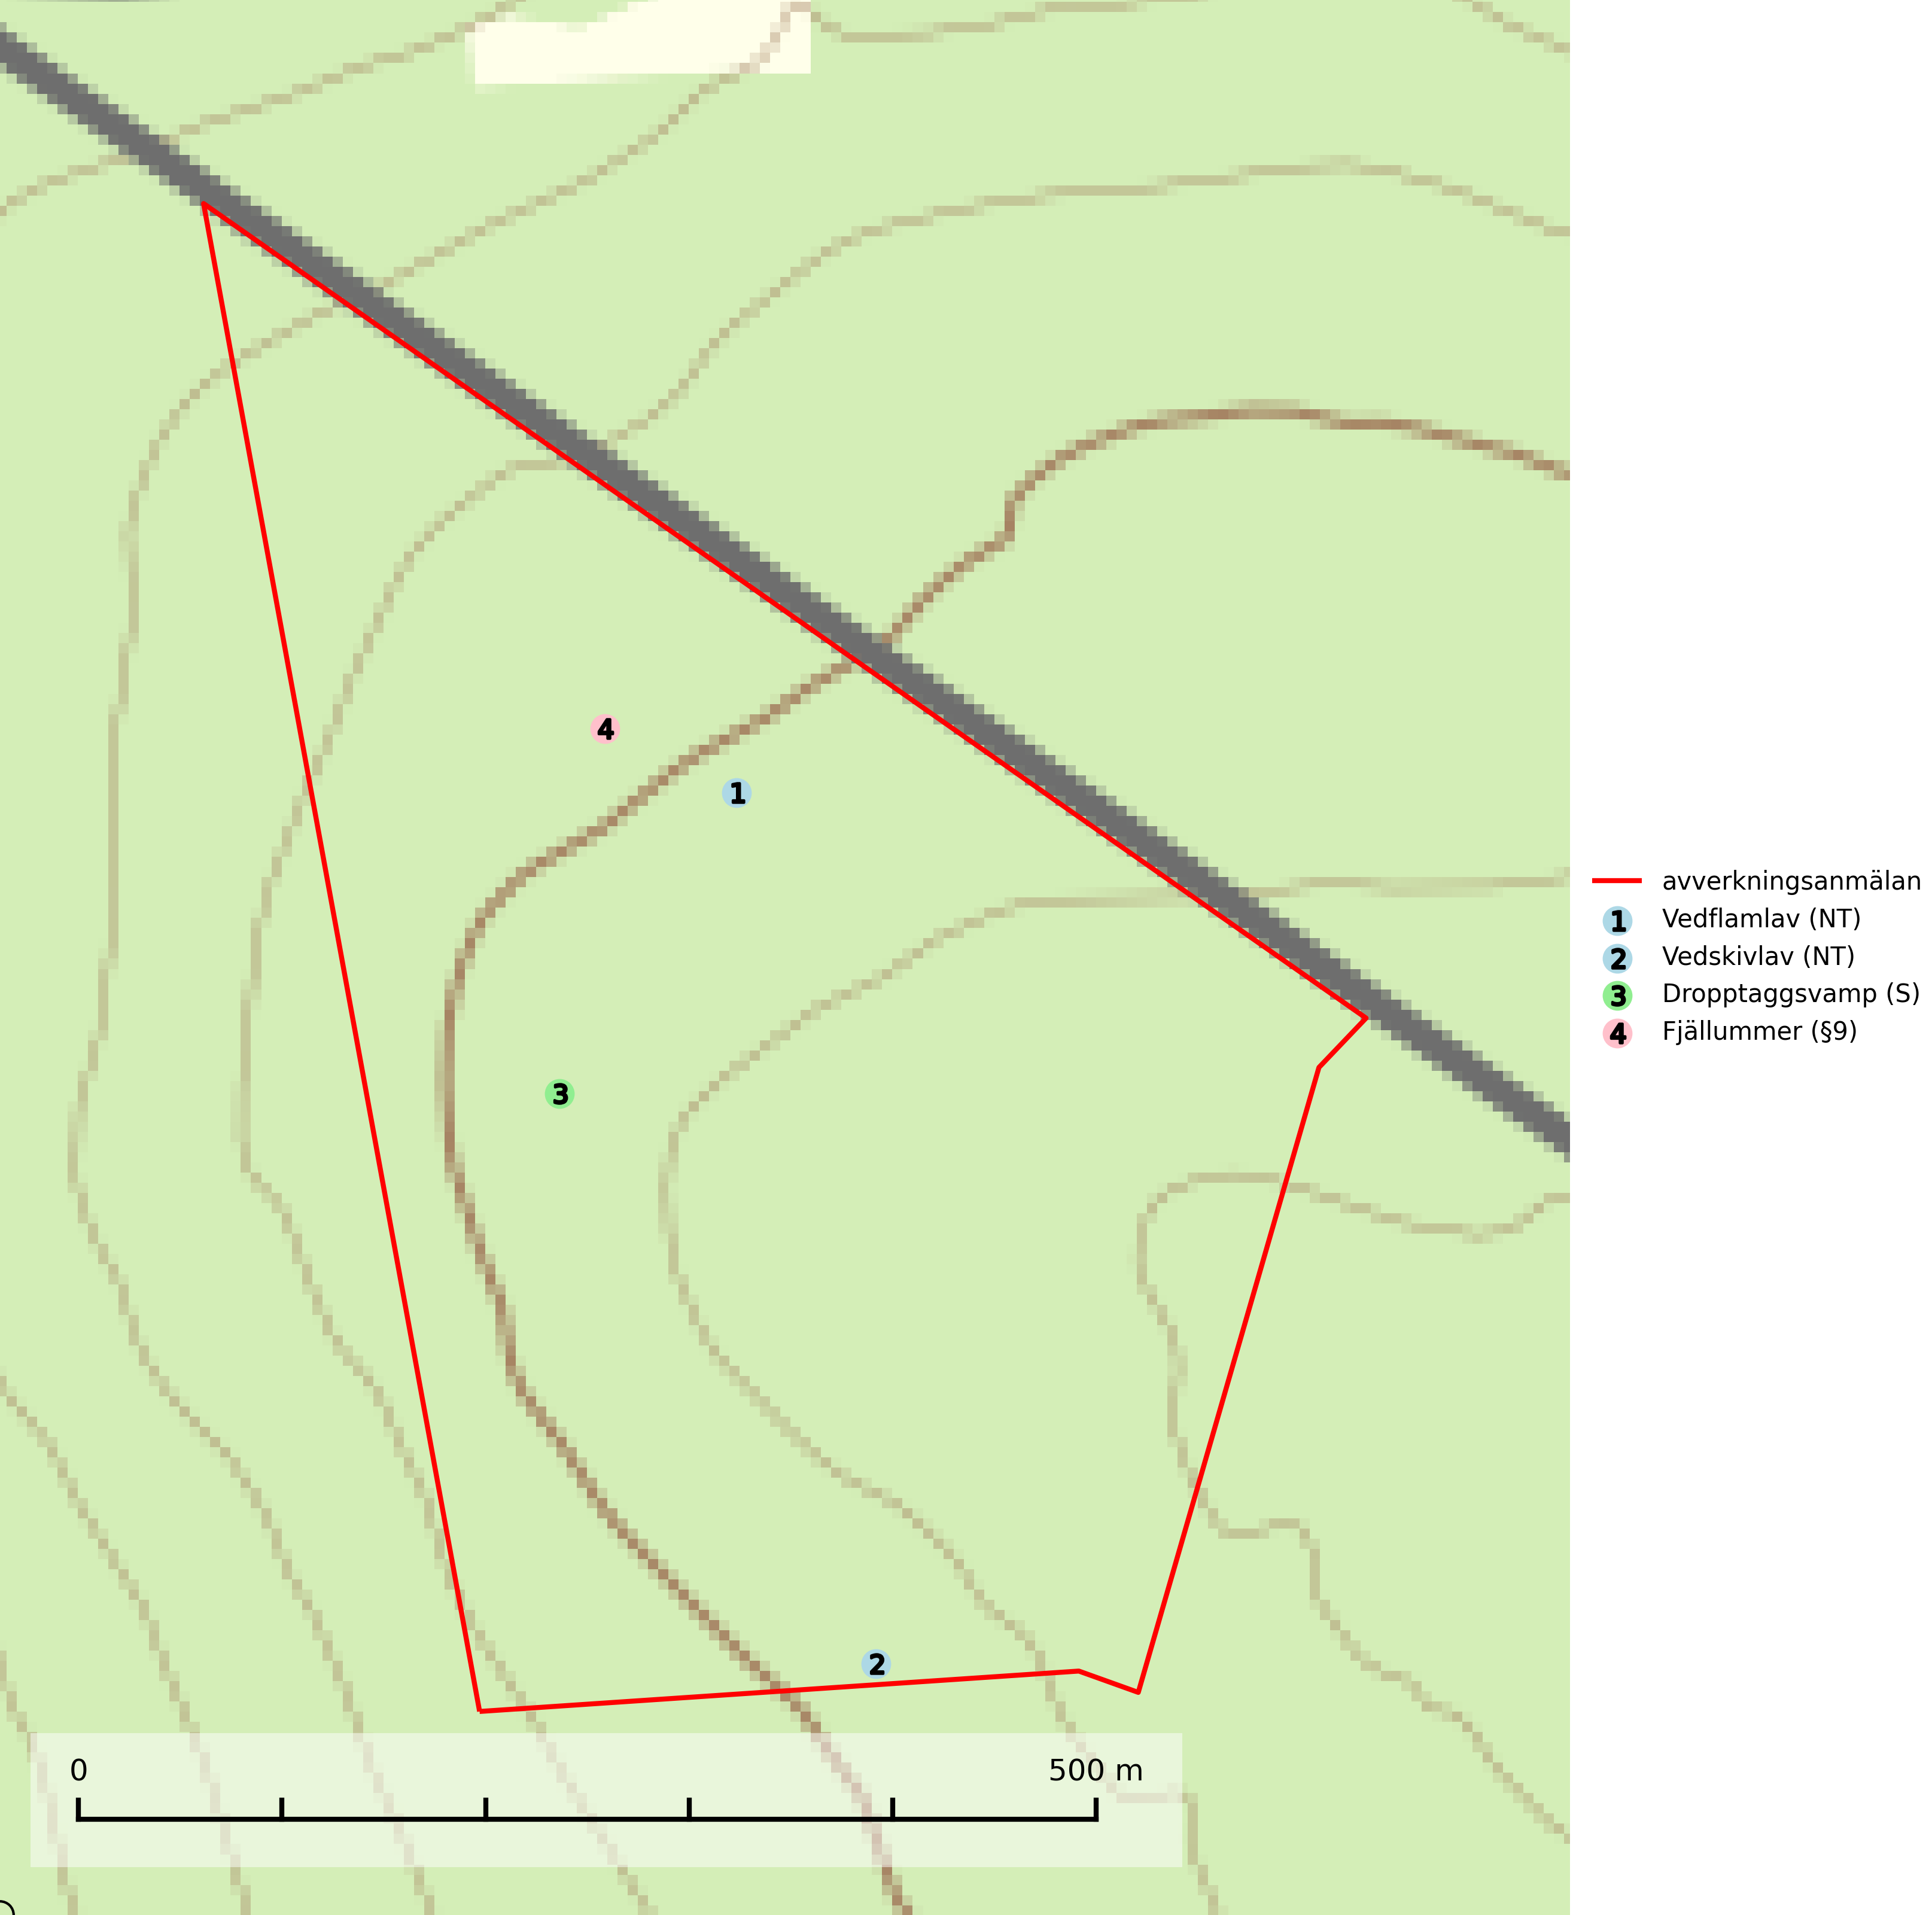 4
1
3
2
0 500 m
avverkningsanmälan
1 Vedflamlav (NT)
2 Vedskivlav (NT)
3 Dropptaggsvamp (S)
4 Fjällummer (§9)